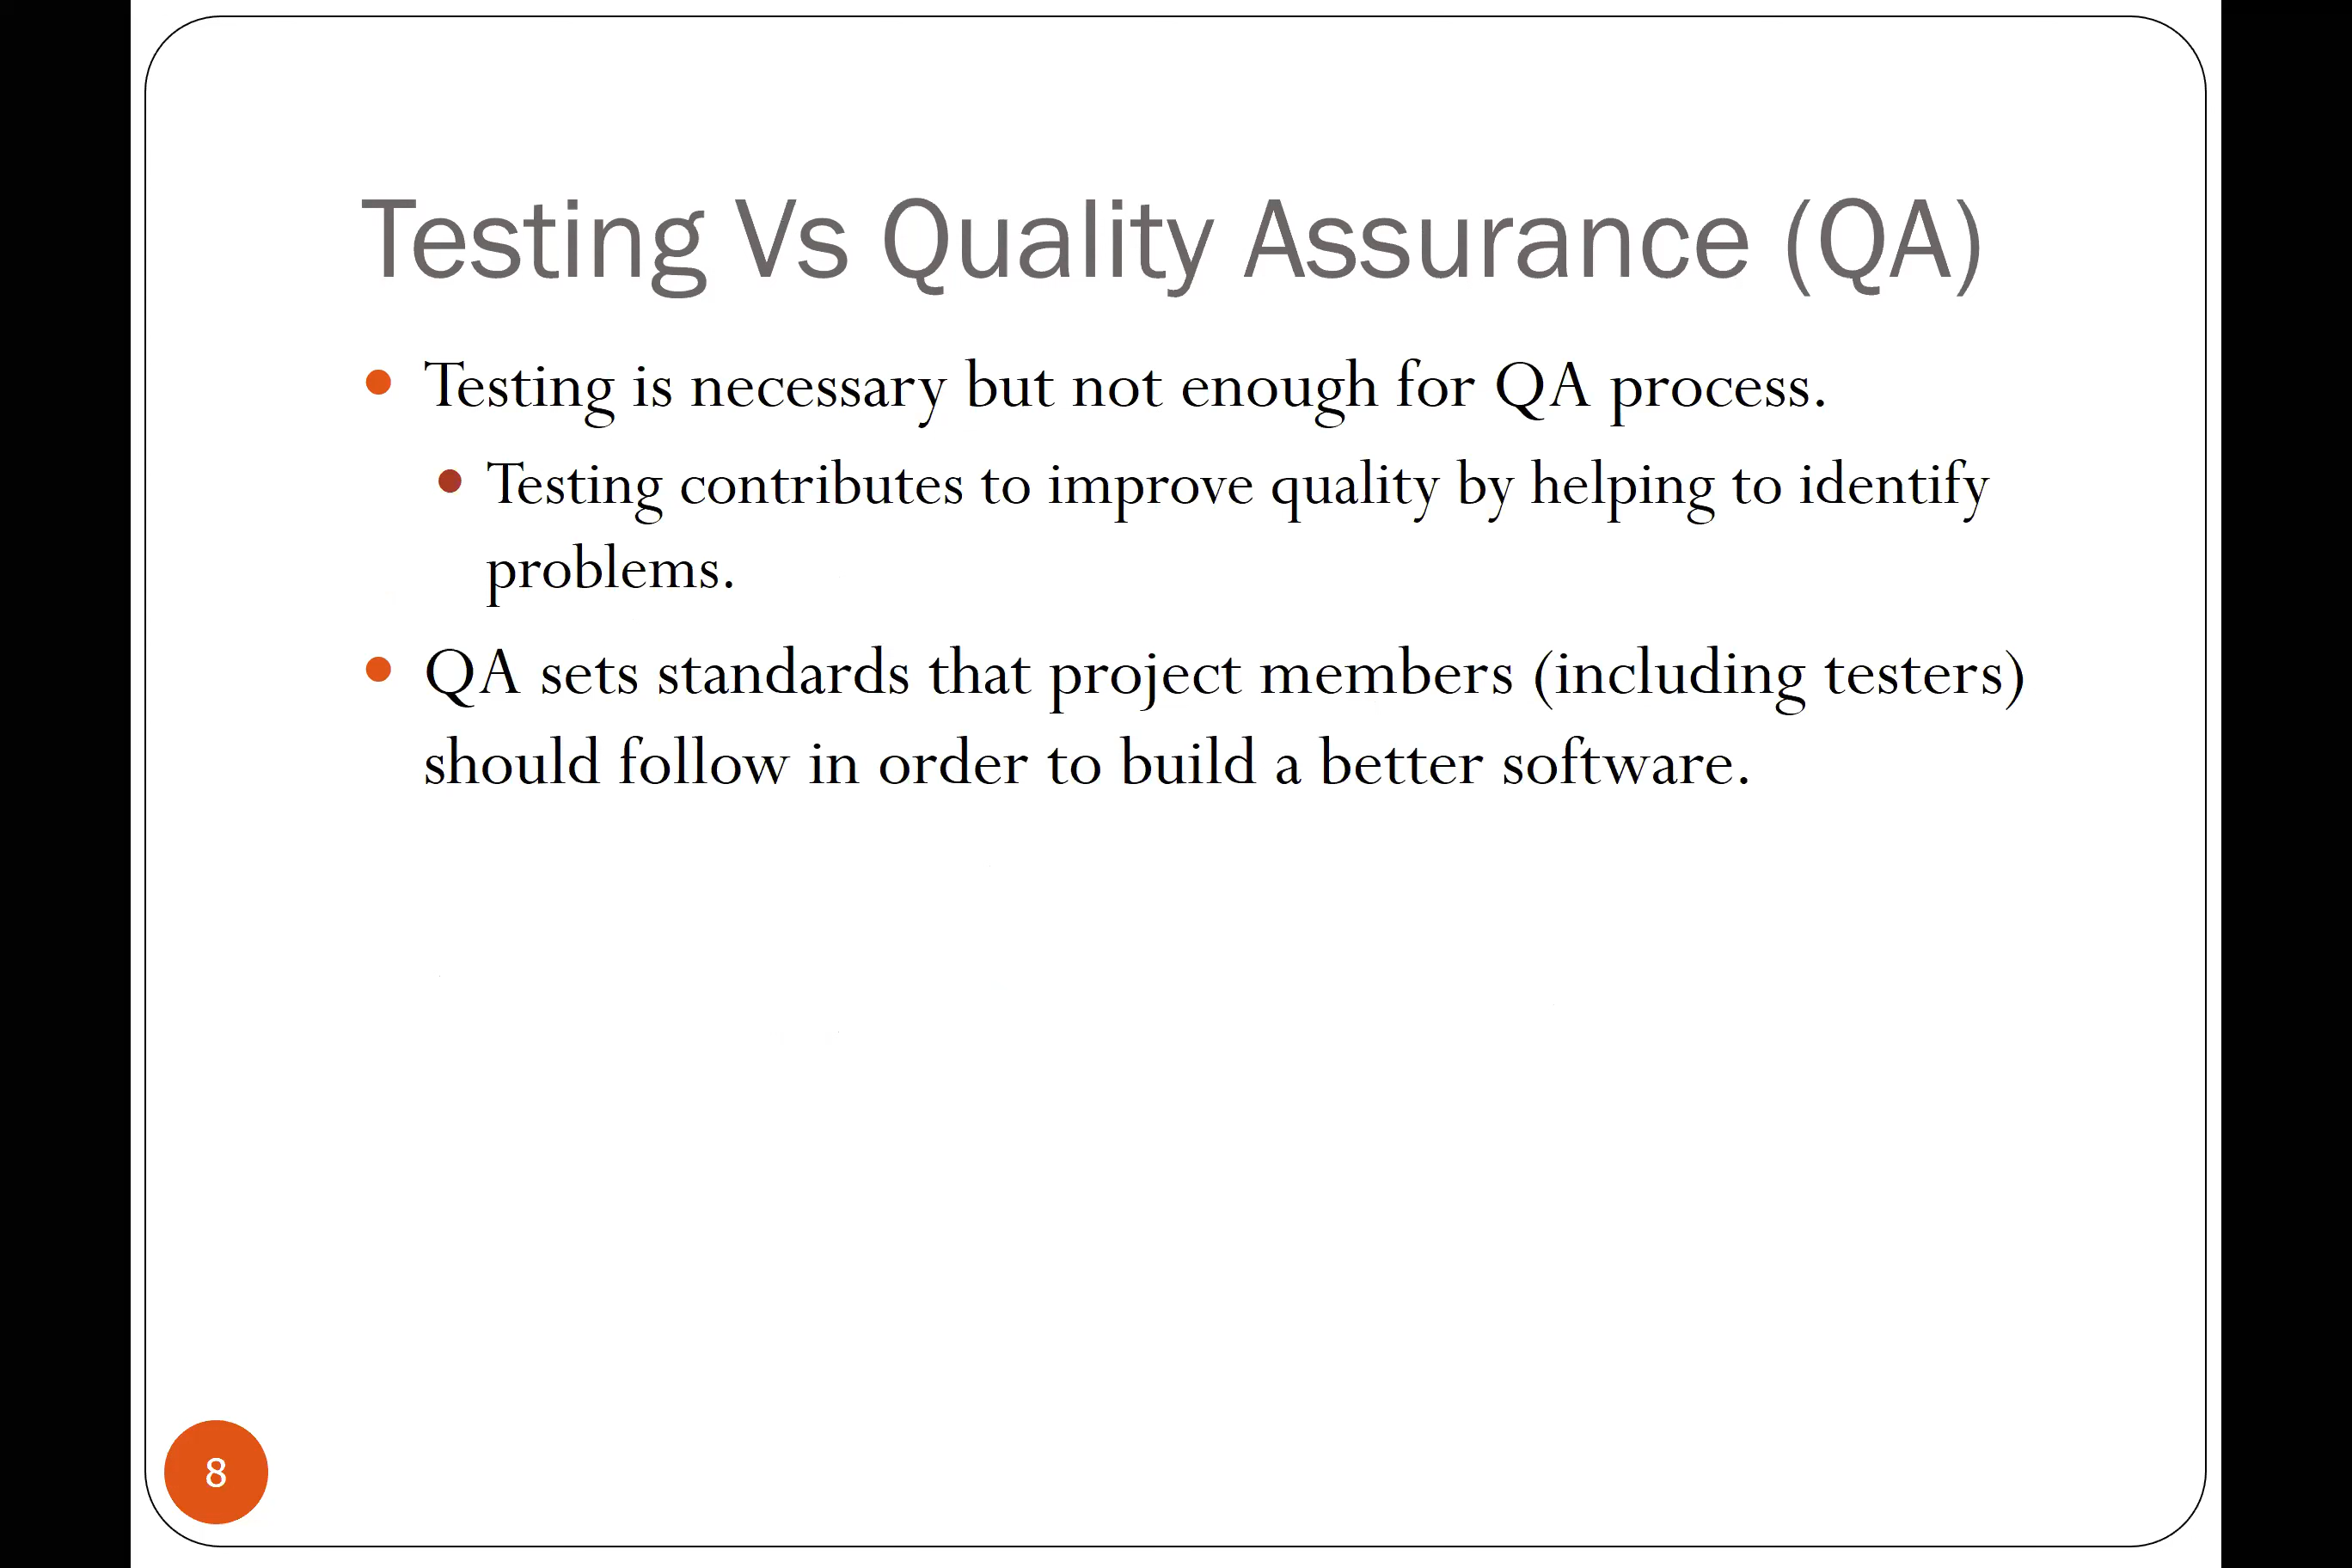 Testing Vs Quality Assurance (QA)
• Testing is necessary but not enough for QA process.
• Testing contributes to improve quality by helping to identify
problems.
• QA sets standards that project members (including testers)
should follow in order to build a better software.
8